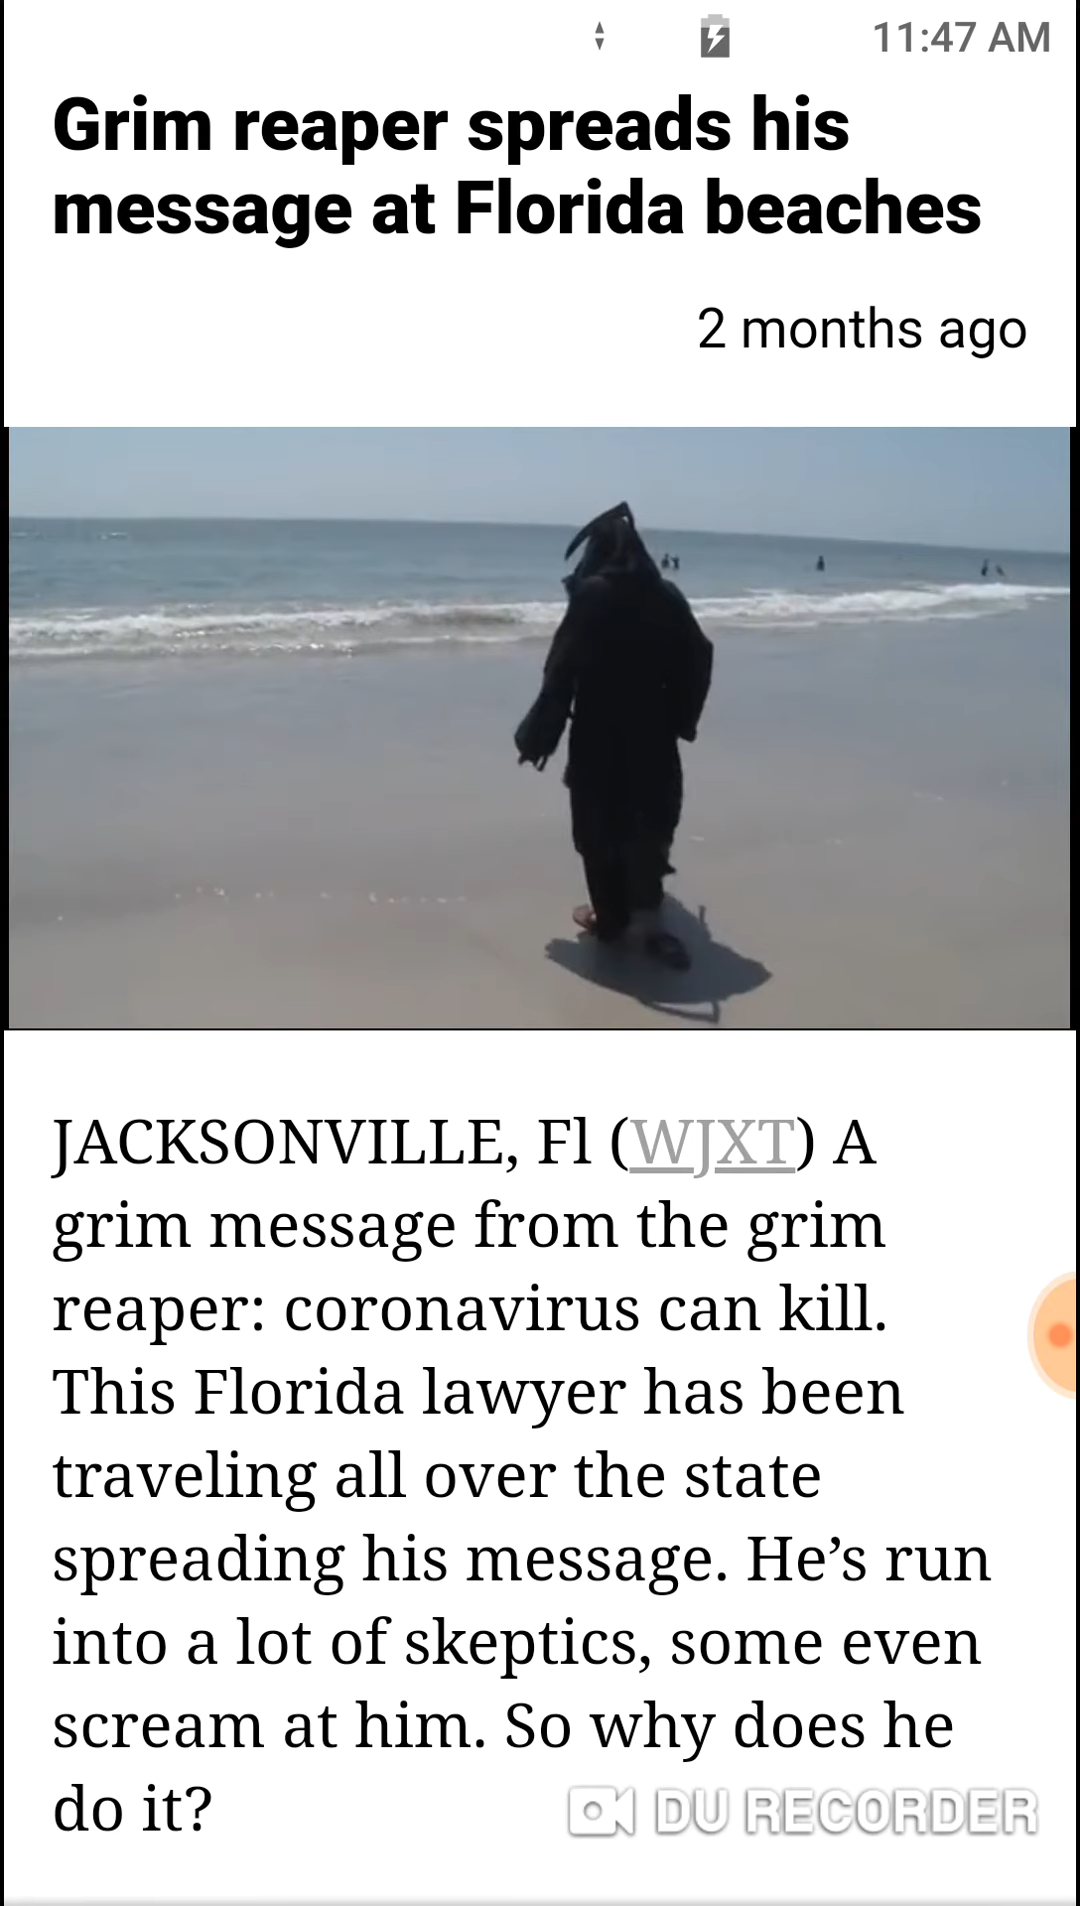 11:47 AM
Grim reaper spreads his
message at Florida beaches
2 months ago
JACKSONVILLE, Fl (WJXT) A
grim message from the grim
reaper: coronavirus can kill.
This Florida lawyer has been
traveling all over the state
spreading his message. He’s run
into a lot of skeptics, some even
scream at him. So why does he
do it?
DU RECORDER